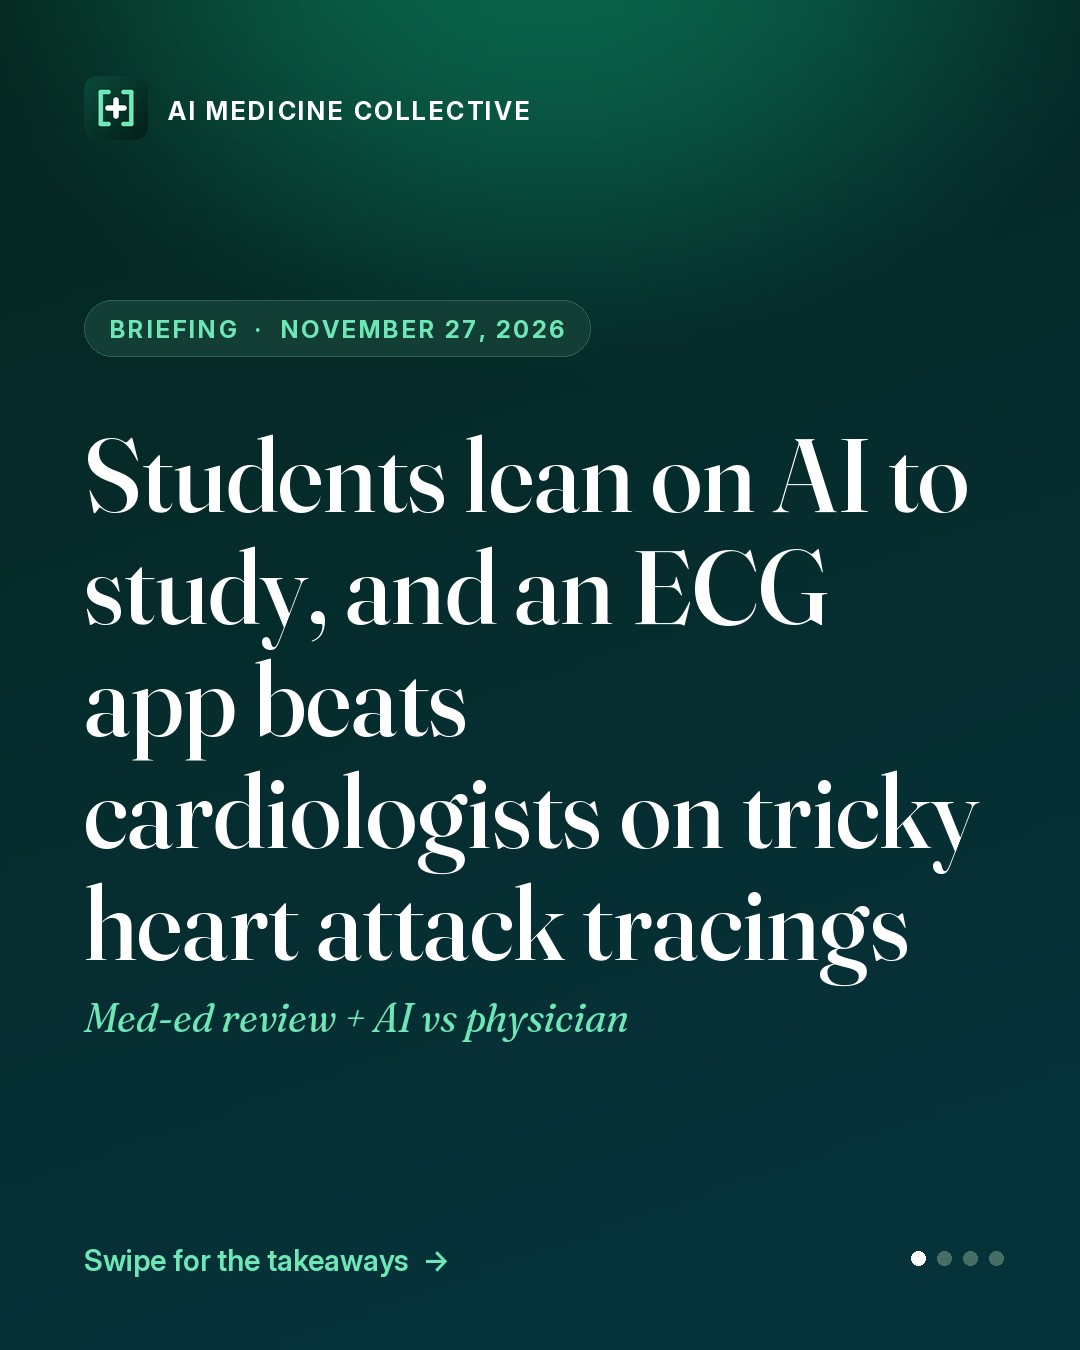 AI MEDICINE COLLECTIVE
BRIEFING · NOVEMBER 27, 2026
Students lean on AI to
study, and an ECG
app beats
cardiologists on tricky
heart attack tracings
Med-ed review + AI vs physician
Swipe for the takeaways →